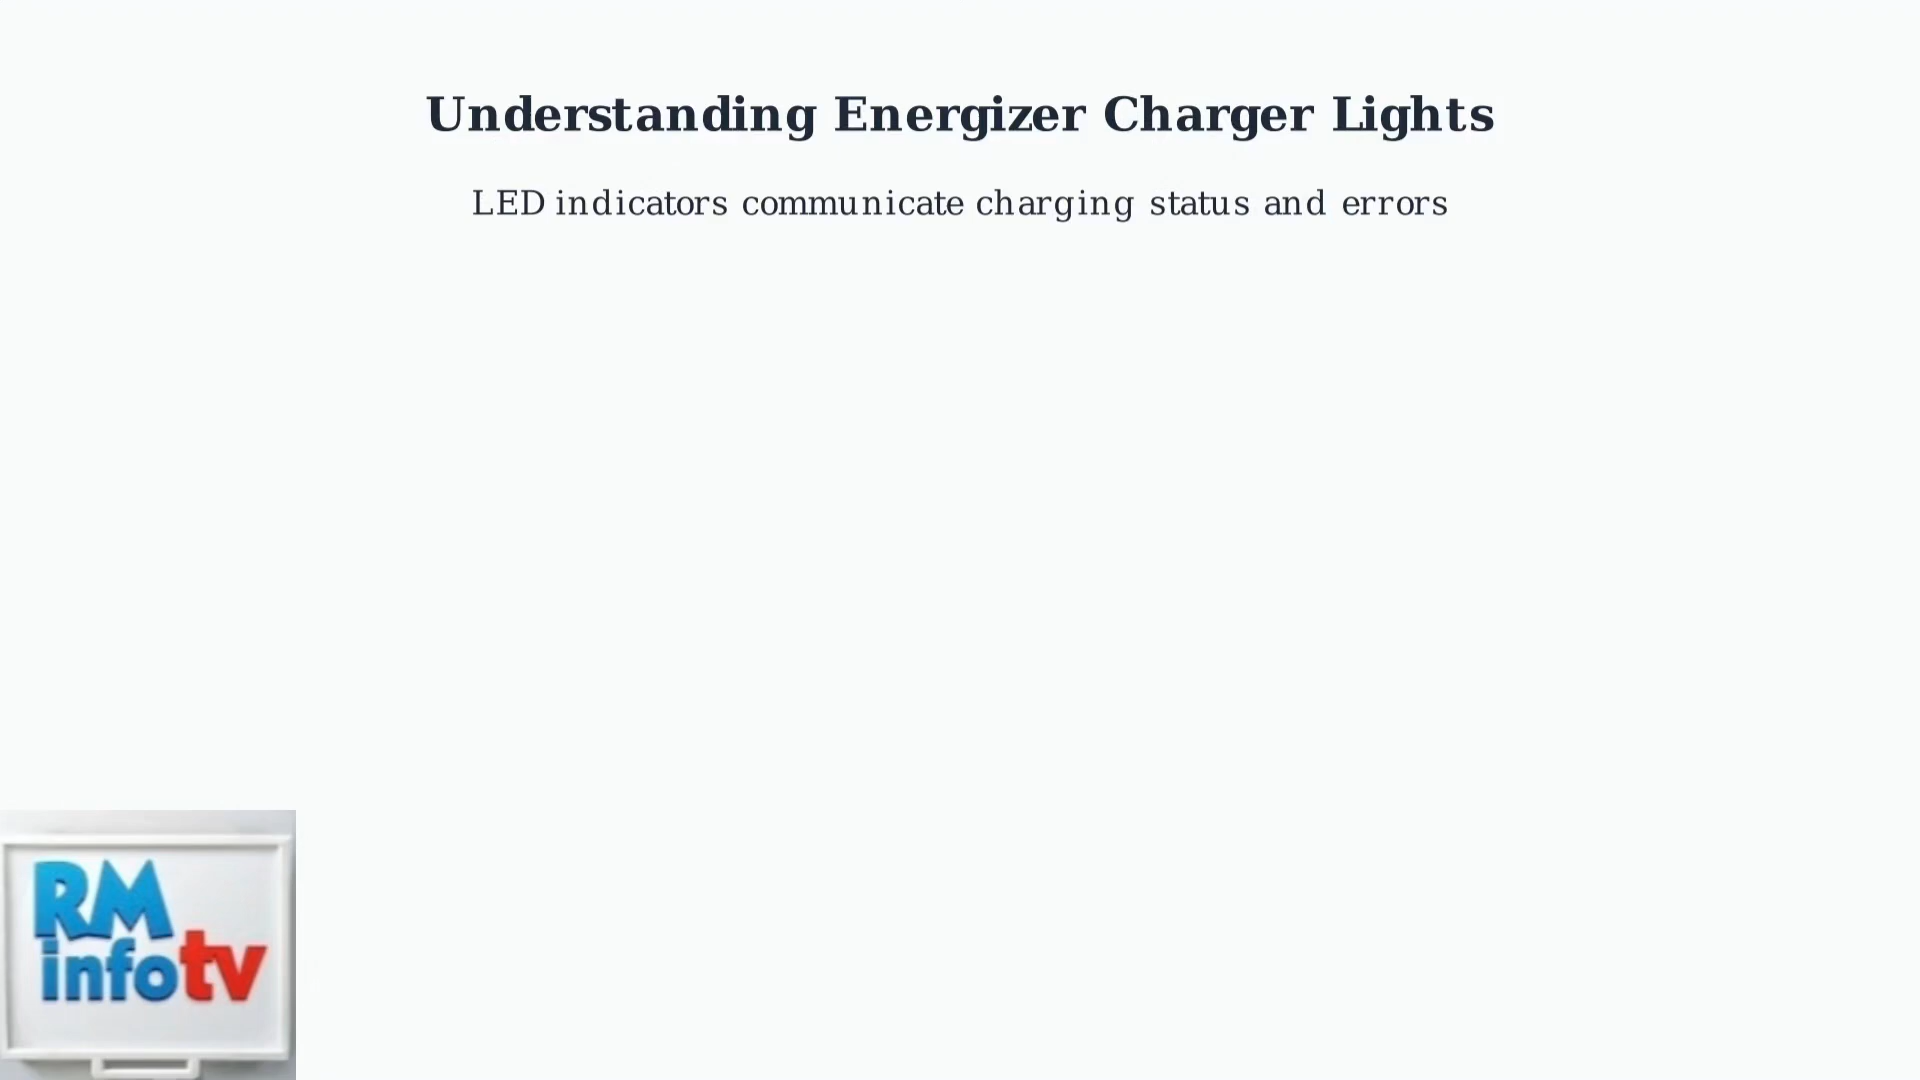 Understanding Energizer Charger Lights
LED indicators communicate charging status and errors
RM
infotv